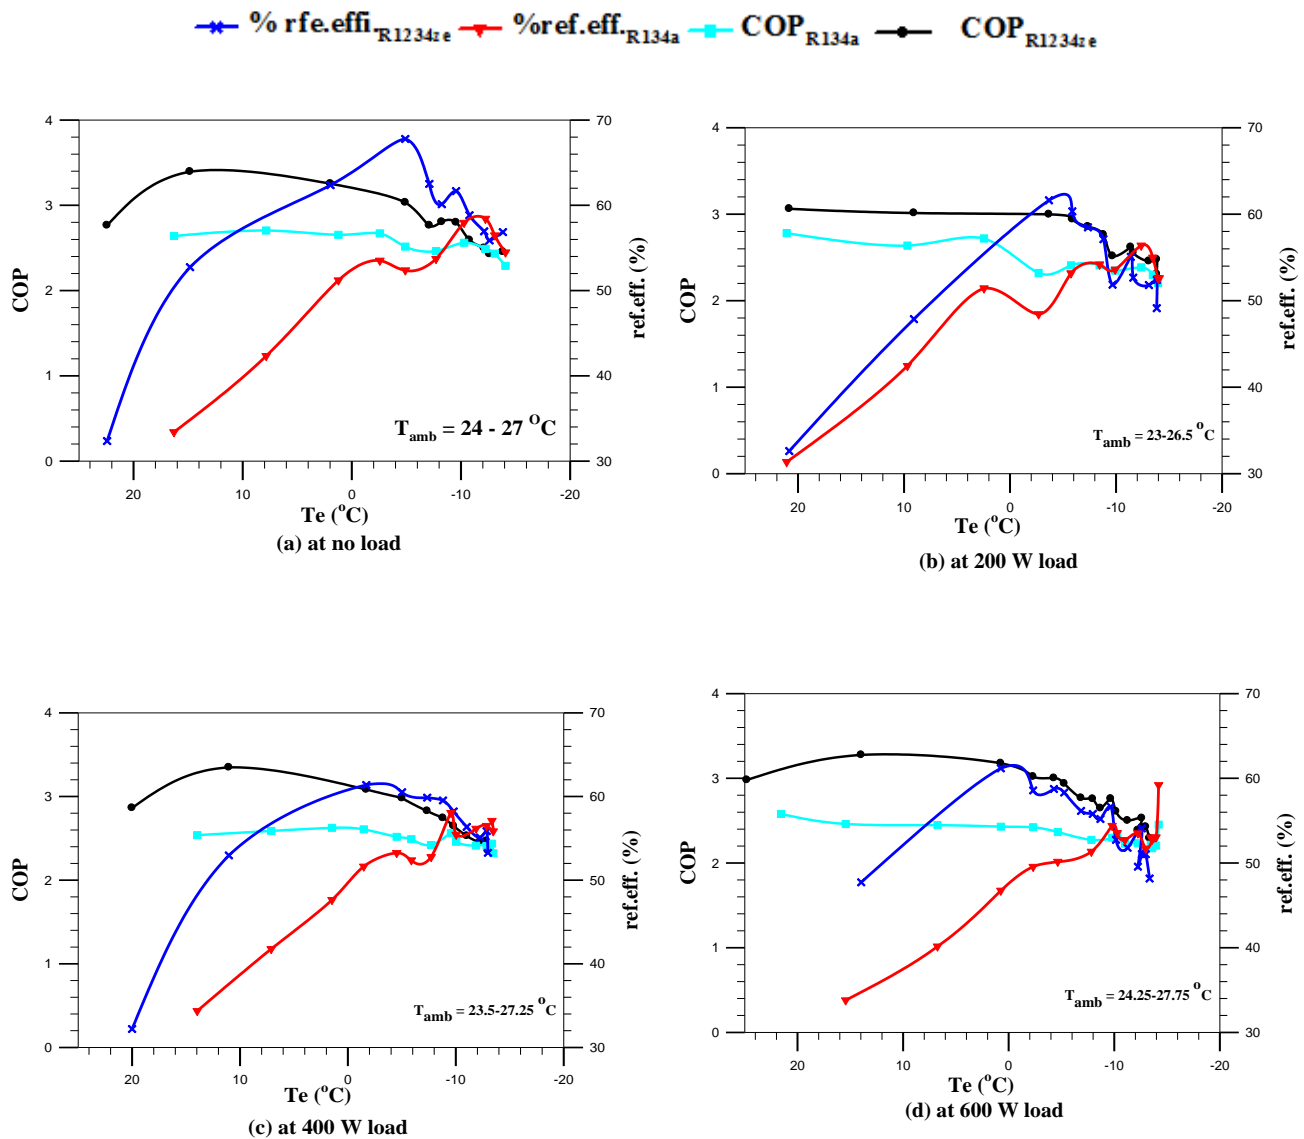 % rfe.effi.R1234ze %ref.eff.R134a COP R134a COP R1234ze
4
3
2
1
0
COP
70
60
50
40
30
ref.eff. (%)
T amb = 24 - 27 °C
20 10 0 -10 -20
Te (°C)
(a) at no load
4
3
2
1
0
COP
70
60
50
40
30
ref.eff. (%)
T amb = 23-26.5 °C
20 10 0 -10 -20
Te (°C)
(b) at 200 W load
4
3
2
1
0
COP
70
60
50
40
30
ref.eff. (%)
T amb = 23.5-27.25 °C
20 10 0 -10 -20
Te (°C)
(c) at 400 W load
4
3
2
1
0
COP
70
60
50
40
30
ref.eff. (%)
T amb = 24.25-27.75 °C
20 10 0 -10 -20
Te (°C)
(d) at 600 W load